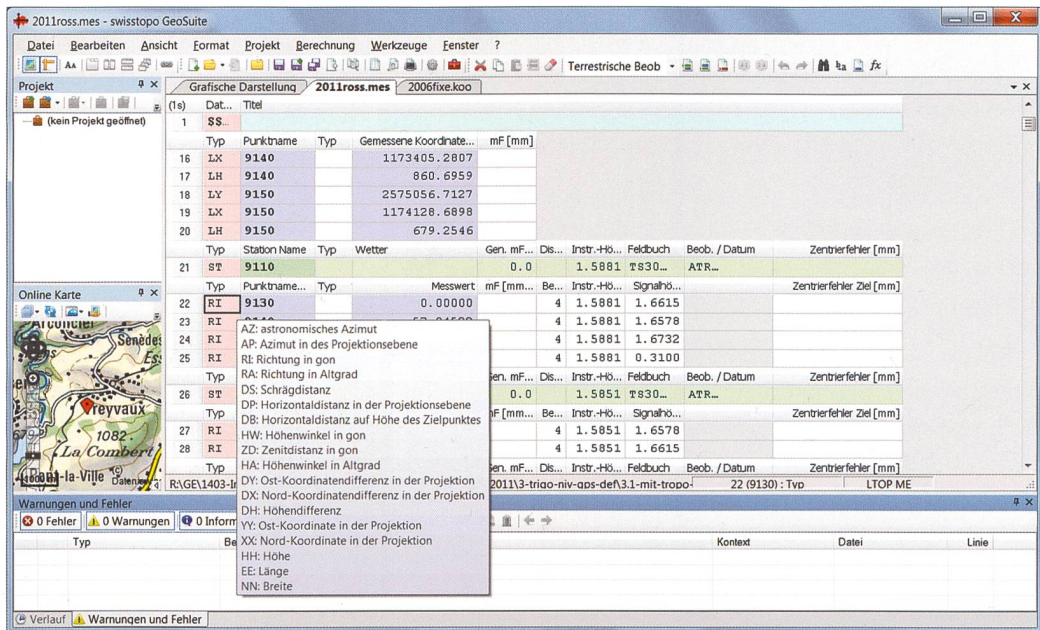 2011ross.mes - swisstopo GeoSuite
Datei Bearbeiten Ansicht Format Projekt Berechnung Werkzeuge Fenster ?
Terrestrische Beob
Projekt
(kein Projekt geöffnet)
Grafische Darstellung 2011ross.mes 2006fixe.koo
(1s) Dat... Titel
1 $$...
Typ Punktname Typ Gemessene Koordinate... mF [mm]
16 LX 9140 1173405.2807
17 LH 9140 860.6959
18 LY 9150 2575056.7127
19 LX 9150 1174128.6898
20 LH 9150 679.2546
Typ Station Name Typ Wetter Gen. mF... Dis... Instr.-Hö... Feldbuch Beob. / Datum Zentrierfehler [mm]
21 ST 9110 0.0 1.5881 TS30... ATR...
Typ Punktname... Typ Messwert mF [mm... Be... Instr.-Hö... Signalhö... Zentrierfehler Ziel [mm]
22 RI 9130 0.00000 4 1.5881 1.6615
23 RI 4 1.5881 1.6578
24 RI 4 1.5881 1.6732
25 RI 4 1.5881 0.3100
Typ Gen. mF... Dis... Instr.-Hö... Feldbuch Beob. / Datum Zentrierfehler [mm]
26 ST 0.0 1.5851 TS30... ATR...
Typ mF [mm... Be... Instr.-Hö... Signalhö... Zentrierfehler Ziel [mm]
27 RI 4 1.5851 1.6578
28 RI 4 1.5851 1.6615
Typ Gen. mF... Dis... Instr.-Hö... Feldbuch Beob. / Datum Zentrierfehler [mm]
AZ: astronomisches Azimut
AP: Azimut in des Projektionsebene
RI: Richtung in gon
RA: Richtung in Altgrad
DS: Schrägdistanz
DP: Horizontaldistanz in der Projektionsebene
DB: Horizontaldistanz auf Höhe des Zielpunktes
HW: Höhenwinkel in gon
ZD: Zenitdistanz in gon
HA: Höhenwinkel in Altgrad
DY: Ost-Koordinatendifferenz in der Projektion
DX: Nord-Koordinatendifferenz in der Projektion
DH: Höhendifferenz
YY: Ost-Koordinate in der Projektion
XX: Nord-Koordinate in der Projektion
HH: Höhe
EE: Länge
NN: Breite
Online Karte
Arconciel
Senèdes
Treyvaux
1082
La Combert
Pont-la-Ville
22 (9130) : Typ LTOP ME
Warnungen und Fehler
0 Fehler 0 Warnungen 0 Inform
Typ Be Kontext Datei Linie
Verlauf Warnungen und Fehler